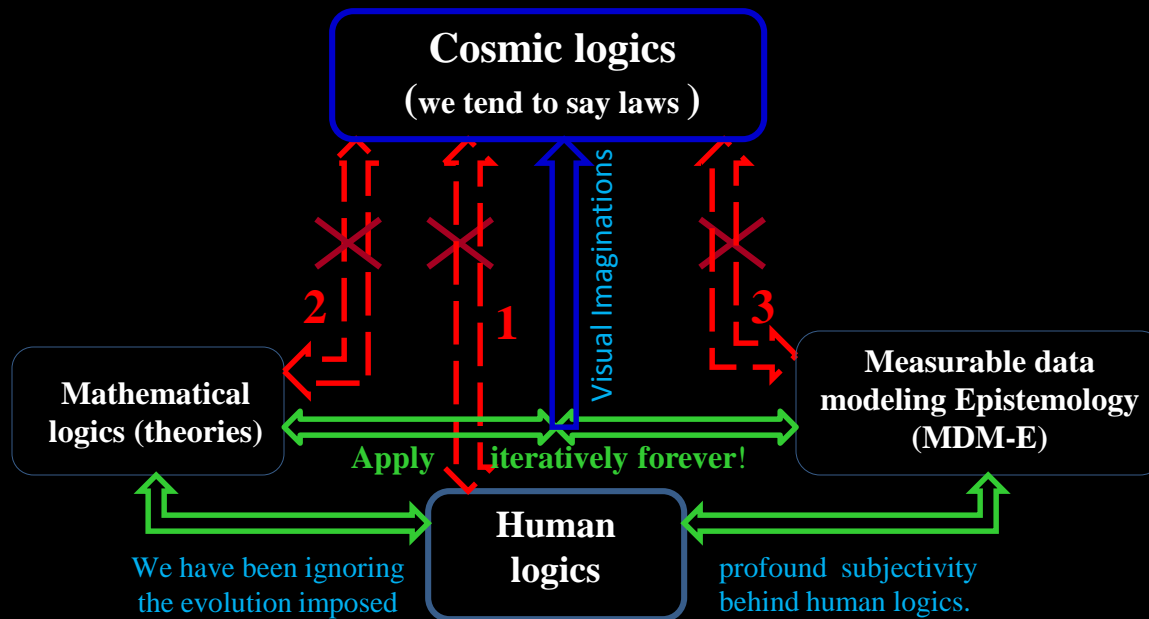 Cosmic logics
(we tend to say laws )
Visual Imaginations
2
1
3
Mathematical
logics (theories)
Measurable data
modeling Epistemology
(MDM-E)
Apply iteratively forever!
Human
logics
We have been ignoring
the evolution imposed
profound subjectivity
behind human logics.